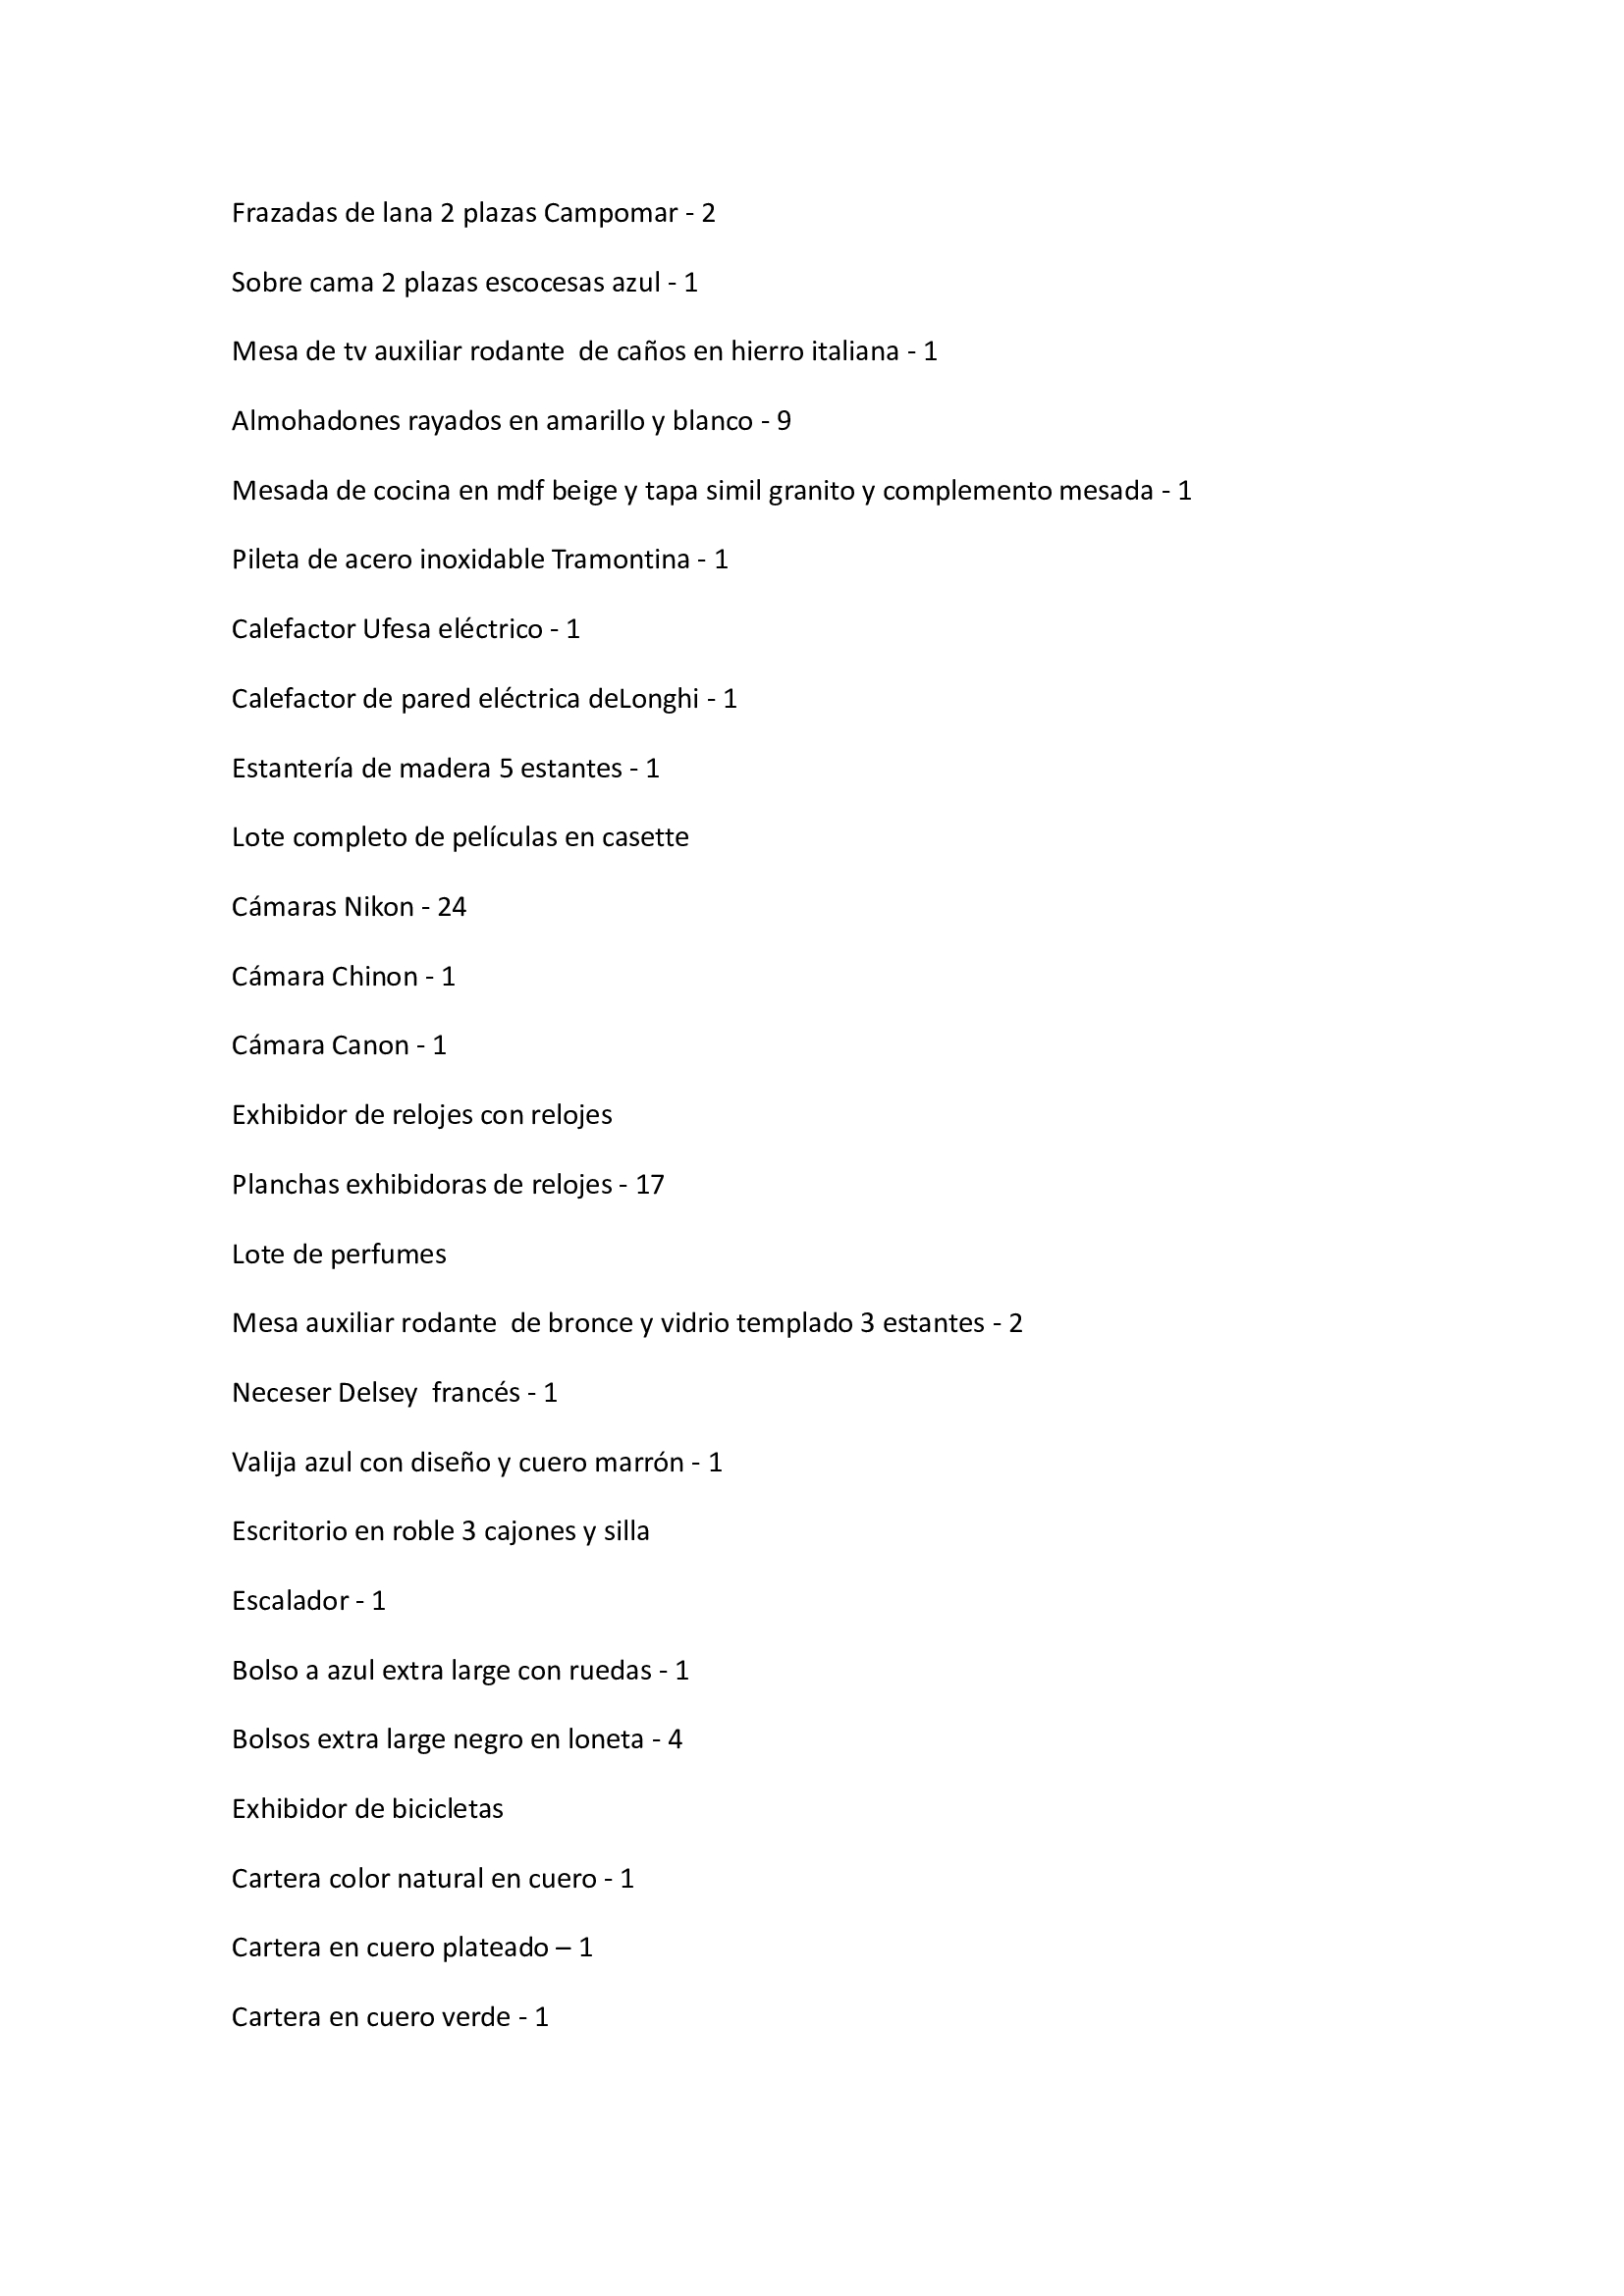 Frazadas de lana 2 plazas Campomar - 2
Sobre cama 2 plazas escocesas azul - 1
Mesa de tv auxiliar rodante  de caños en hierro italiana - 1
Almohadones rayados en amarillo y blanco - 9
Mesada de cocina en mdf beige y tapa simil granito y complemento mesada - 1
Pileta de acero inoxidable Tramontina - 1
Calefactor Ufesa eléctrico - 1
Calefactor de pared eléctrica deLonghi - 1
Estantería de madera 5 estantes - 1
Lote completo de películas en casette
Cámaras Nikon - 24
Cámara Chinon - 1
Cámara Canon - 1
Exhibidor de relojes con relojes
Planchas exhibidoras de relojes - 17
Lote de perfumes
Mesa auxiliar rodante  de bronce y vidrio templado 3 estantes - 2
Neceser Delsey  francés - 1
Valija azul con diseño y cuero marrón - 1
Escritorio en roble 3 cajones y silla
Escalador - 1
Bolso a azul extra large con ruedas - 1
Bolsos extra large negro en loneta - 4
Exhibidor de bicicletas
Cartera color natural en cuero - 1
Cartera en cuero plateado – 1
Cartera en cuero verde - 1